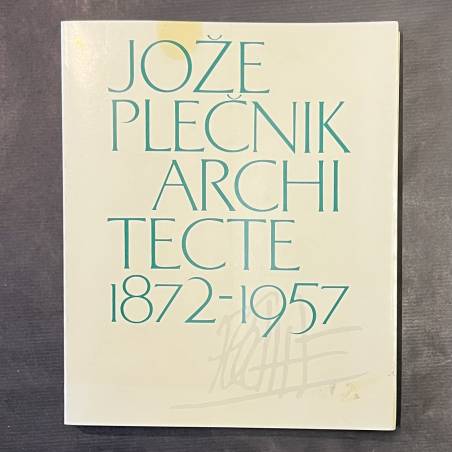 JOŽE
PLEČNIK
ARCHI
TECTE
1872-1957